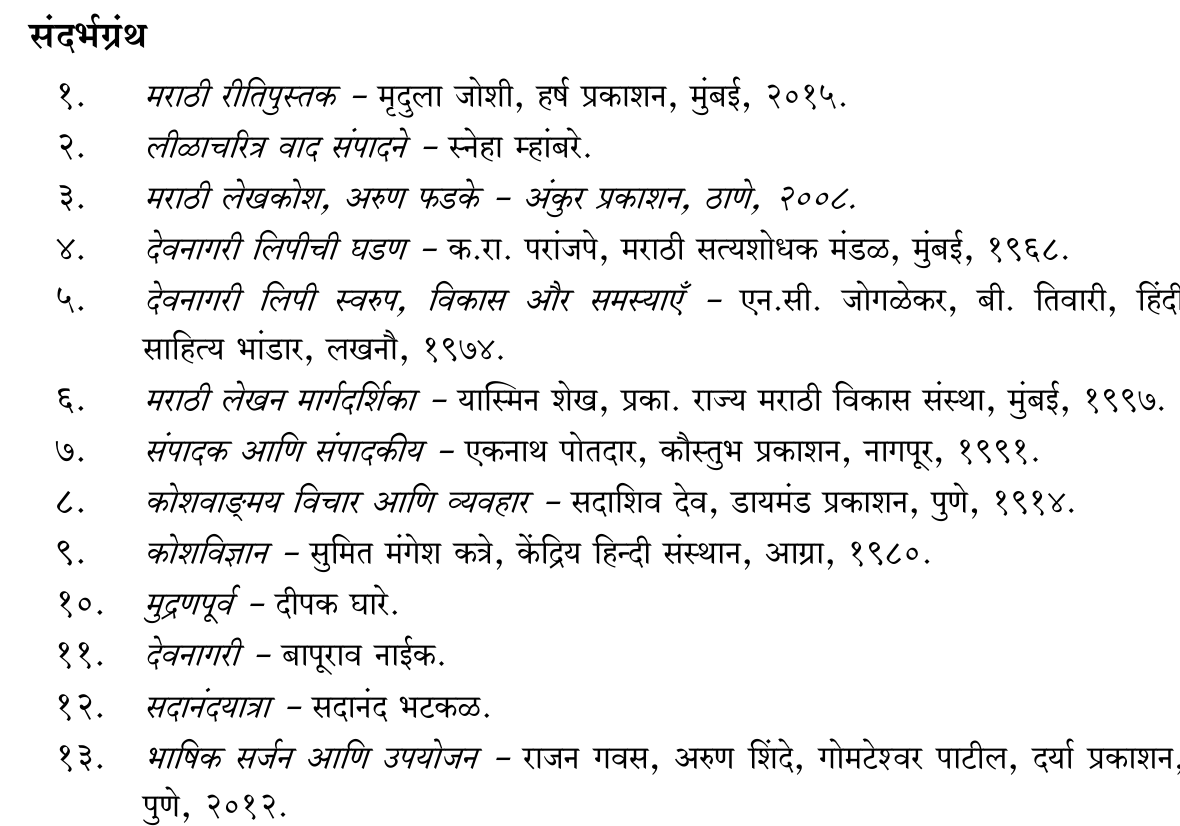 संदर्भग्रंथ
१. मराठी रीतिपुस्तक – मृदुला जोशी, हर्ष प्रकाशन, मुंबई, २०१५.
२. लीळाचरित्र वाद संपादने – स्नेहा म्हांबरे.
३. मराठी लेखकोश, अरुण फडके – अंकुर प्रकाशन, ठाणे, २००८.
४. देवनागरी लिपीची घडण – क.रा. परांजपे, मराठी सत्यशोधक मंडळ, मुंबई, १९६८.
५. देवनागरी लिपी स्वरुप, विकास और समस्याएँ – एन.सी. जोगळेकर, बी. तिवारी, हिंदी
साहित्य भांडार, लखनौ, १९७४.
६. मराठी लेखन मार्गदर्शिका – यास्मिन शेख, प्रका. राज्य मराठी विकास संस्था, मुंबई, १९९७.
७. संपादक आणि संपादकीय – एकनाथ पोतदार, कौस्तुभ प्रकाशन, नागपूर, १९९१.
८. कोशवाङ्मय विचार आणि व्यवहार – सदाशिव देव, डायमंड प्रकाशन, पुणे, १९१४.
९. कोशविज्ञान – सुमित मंगेश कत्रे, केंद्रिय हिन्दी संस्थान, आग्रा, १९८०.
१०. मुद्रणपूर्व – दीपक घारे.
११. देवनागरी – बापूराव नाईक.
१२. सदानंदयात्रा – सदानंद भटकळ.
१३. भाषिक सर्जन आणि उपयोजन – राजन गवस, अरुण शिंदे, गोमटेश्वर पाटील, दर्या प्रकाशन,
पुणे, २०१२.